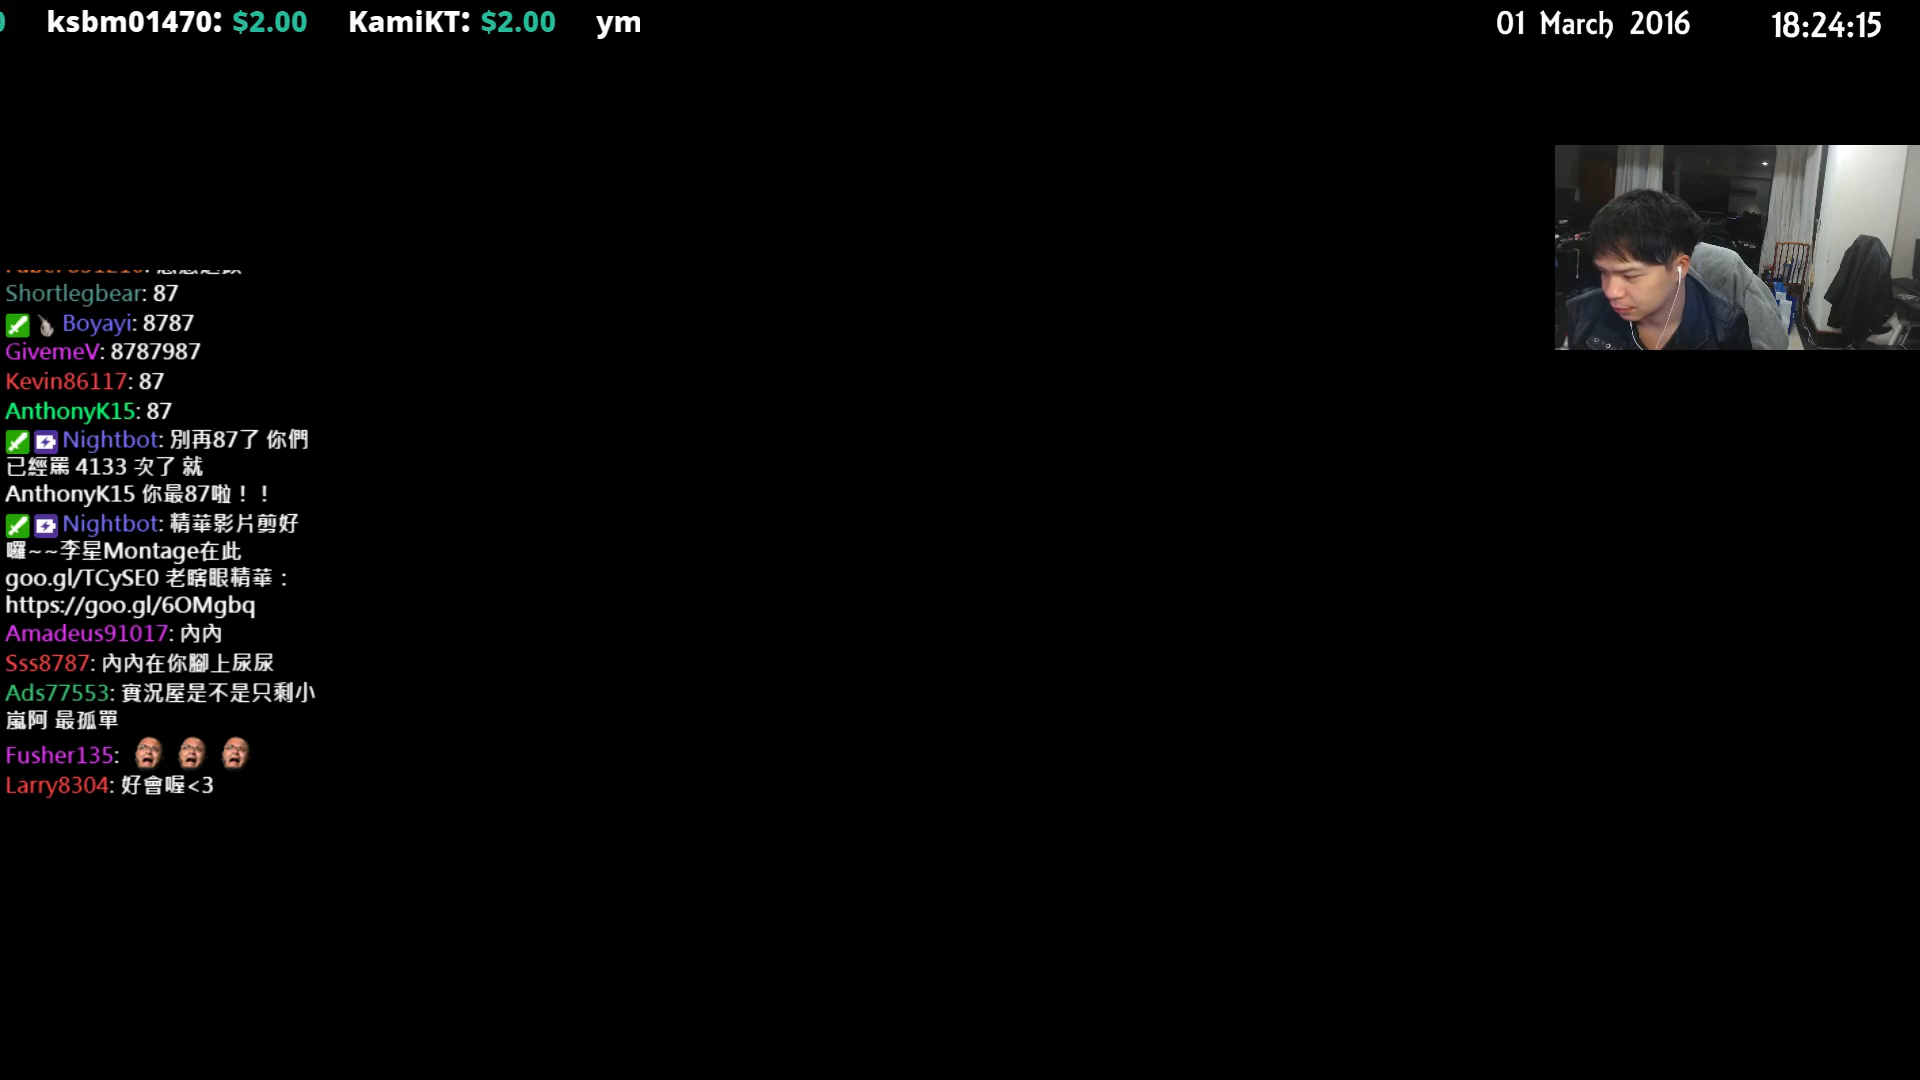 ksbm01470: $2.00 KamiKT: $2.00 ym
01 March 2016 18:24:15
Shortlegbear: 87
Boyayi: 8787
GivemeV: 8787987
Kevin86117: 87
AnthonyK15: 87
Nightbot: 別再87了 你們
已經罵 4133 次了 就
AnthonyK15 你最87啦！！
Nightbot: 精華影片剪好
囉~~李星Montage在此
goo.gl/TCySE0 老瞎眼精華：
https://goo.gl/6OMgbq
Amadeus91017: 內內
Sss8787: 內內在你腳上尿尿
Ads77553: 實況屋是不是只剩小
嵐阿 最孤單
Fusher135:
Larry8304: 好會喔<3